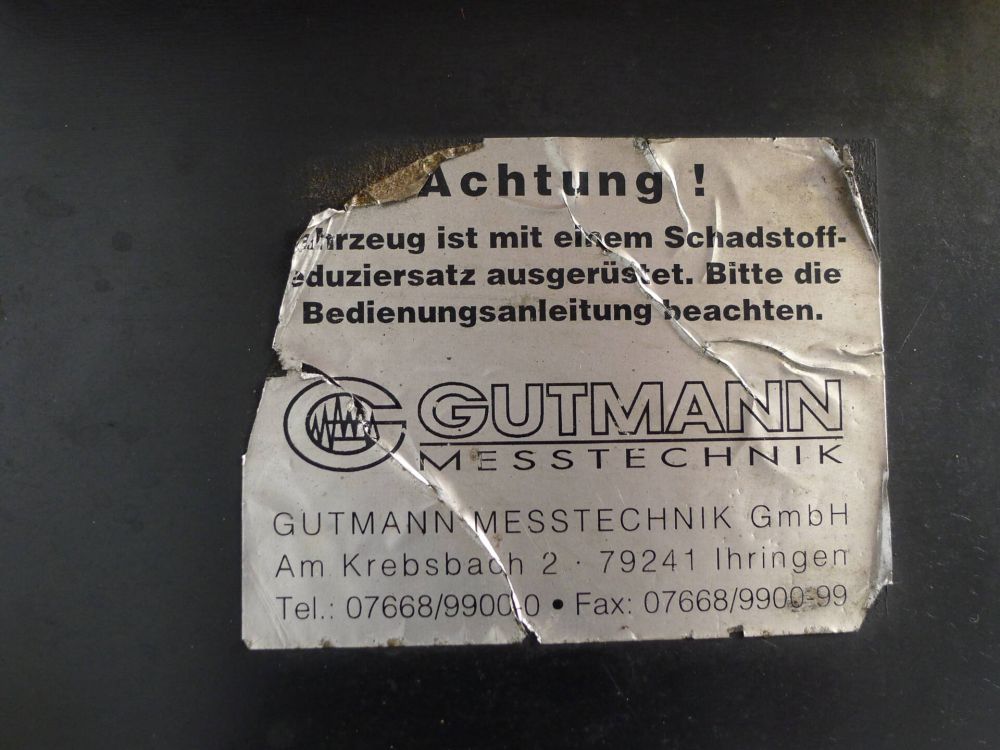 Achtung !
ahrzeug ist mit einem Schadstoff-
eduziersatz ausgerüstet. Bitte die
Bedienungsanleitung beachten.
GUTMANN
MESSTECHNIK
GUTMANN MESSTECHNIK GmbH
Am Krebsbach 2 · 79241 Ihringen
Tel.: 07668/9900-0 • Fax: 07668/9900-99